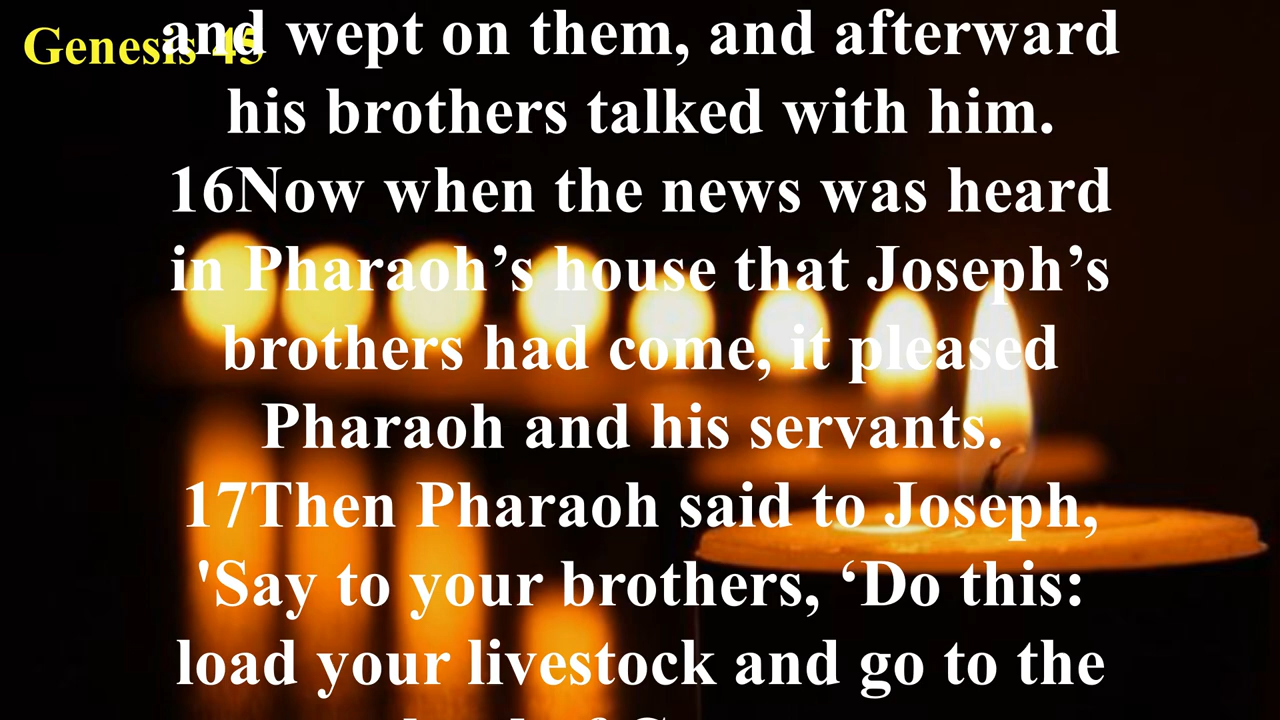 Genesis 45
and wept on them, and afterward
his brothers talked with him.
16Now when the news was heard
in Pharaoh’s house that Joseph’s
brothers had come, it pleased
Pharaoh and his servants.
17Then Pharaoh said to Joseph,
'Say to your brothers, ‘Do this:
load your livestock and go to the